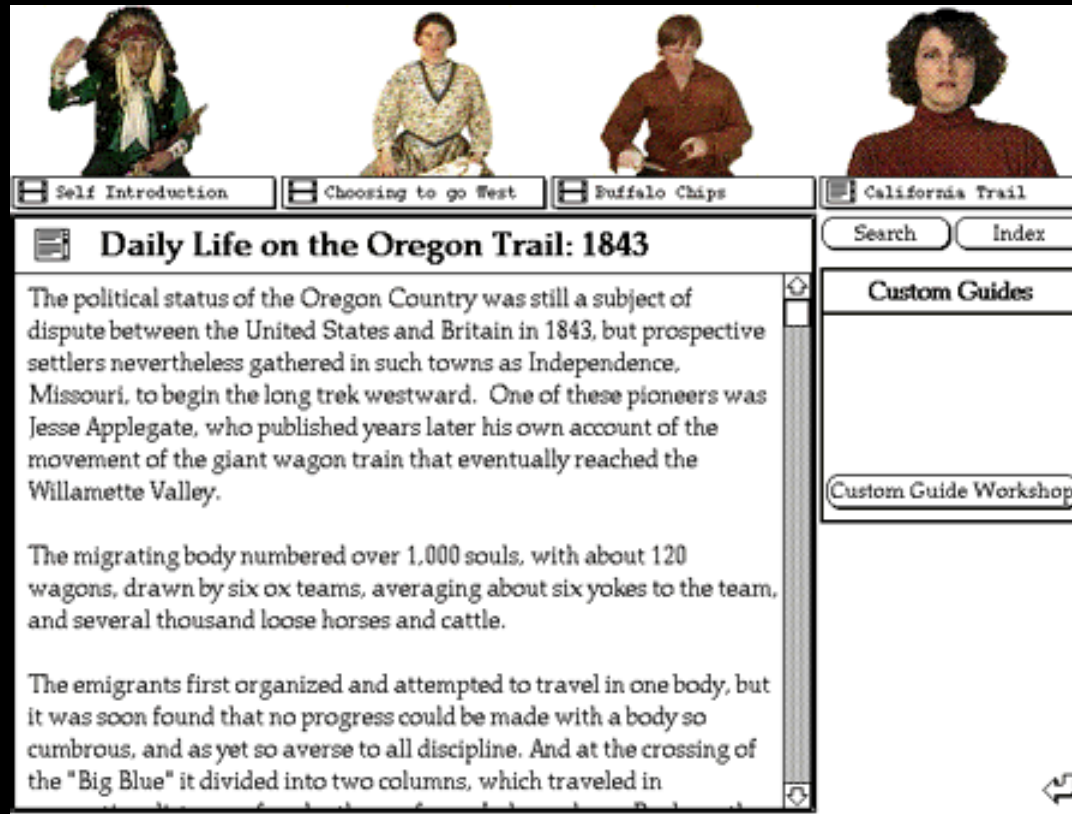 Self Introduction
Choosing to go West
Buffalo Chips
California Trail
Daily Life on the Oregon Trail: 1843
Search
Index
Custom Guides
Custom Guide Workshop
The political status of the Oregon Country was still a subject of
dispute between the United States and Britain in 1843, but prospective
settlers nevertheless gathered in such towns as Independence,
Missouri, to begin the long trek westward.  One of these pioneers was
Jesse Applegate, who published years later his own account of the
movement of the giant wagon train that eventually reached the
Willamette Valley.
The migrating body numbered over 1,000 souls, with about 120
wagons, drawn by six ox teams, averaging about six yokes to the team,
and several thousand loose horses and cattle.
The emigrants first organized and attempted to travel in one body, but
it was soon found that no progress could be made with a body so
cumbrous, and as yet so averse to all discipline. And at the crossing of
the "Big Blue" it divided into two columns, which traveled in